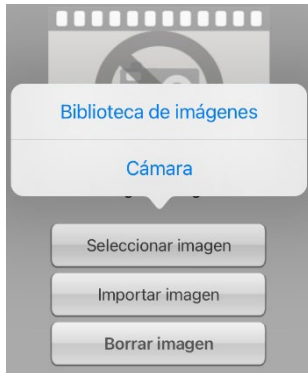 Biblioteca de imágenes
Cámara
Seleccionar imagen
Importar imagen
Borrar imagen